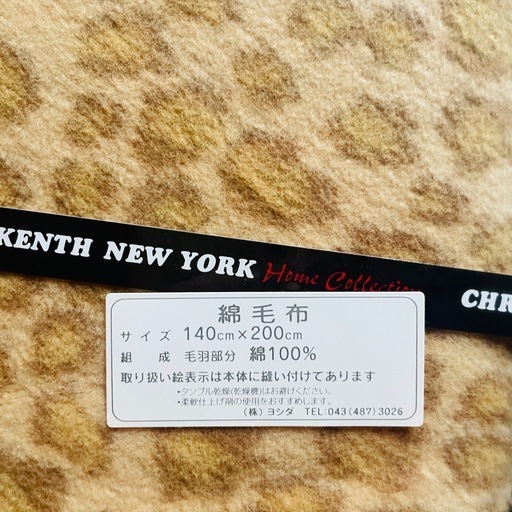 KENTH NEW YORK Home Collection CHR
綿毛布
サイズ 140cm×200cm
組成 毛羽部分 綿100%
取り扱い絵表示は本体に縫い付けてあります
・タンブル乾燥(乾燥機)はお避けください。
・柔軟仕上げ剤の使用をおすすめします。
(株)ヨシダ TEL:043(487)3026